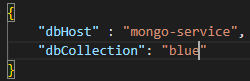 {
"dbHost" : "mongo-service",
"dbCollection": "blue"
}